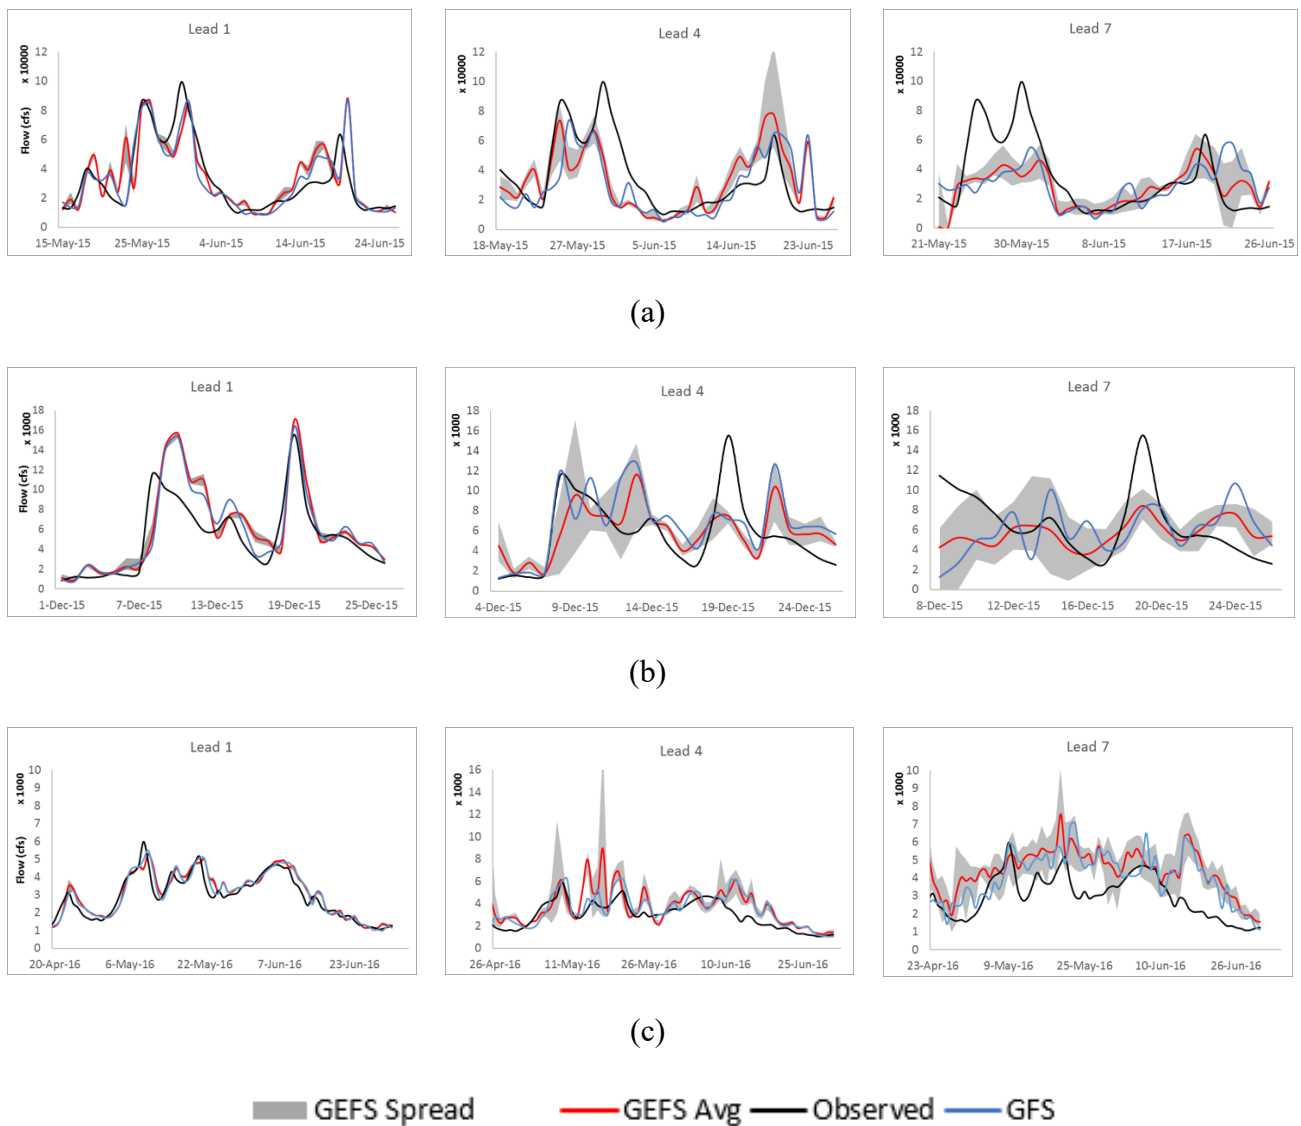 Lead 1
x 10000
Flow (cfs)
12
10
8
6
4
2
0
15-May-15 25-May-15 4-Jun-15 14-Jun-15 24-Jun-15
Lead 4
x 10000
12
10
8
6
4
2
0
18-May-15 27-May-15 5-Jun-15 14-Jun-15 23-Jun-15
Lead 7
x 10000
12
10
8
6
4
2
0
21-May-15 30-May-15 8-Jun-15 17-Jun-15 26-Jun-15
(a)
Lead 1
x 1000
Flow (cfs)
18
16
14
12
10
8
6
4
2
0
1-Dec-15 7-Dec-15 13-Dec-15 19-Dec-15 25-Dec-15
Lead 4
x 1000
18
16
14
12
10
8
6
4
2
0
4-Dec-15 9-Dec-15 14-Dec-15 19-Dec-15 24-Dec-15
Lead 7
x 1000
18
16
14
12
10
8
6
4
2
0
8-Dec-15 12-Dec-15 16-Dec-15 20-Dec-15 24-Dec-15
(b)
Lead 1
x 1000
Flow (cfs)
10
9
8
7
6
5
4
3
2
1
0
20-Apr-16 6-May-16 22-May-16 7-Jun-16 23-Jun-16
Lead 4
x 1000
16
14
12
10
8
6
4
2
0
26-Apr-16 11-May-16 26-May-16 10-Jun-16 25-Jun-16
Lead 7
x 1000
10
9
8
7
6
5
4
3
2
1
0
23-Apr-16 9-May-16 25-May-16 10-Jun-16 26-Jun-16
(c)
GEFS Spread GEFS Avg Observed GFS